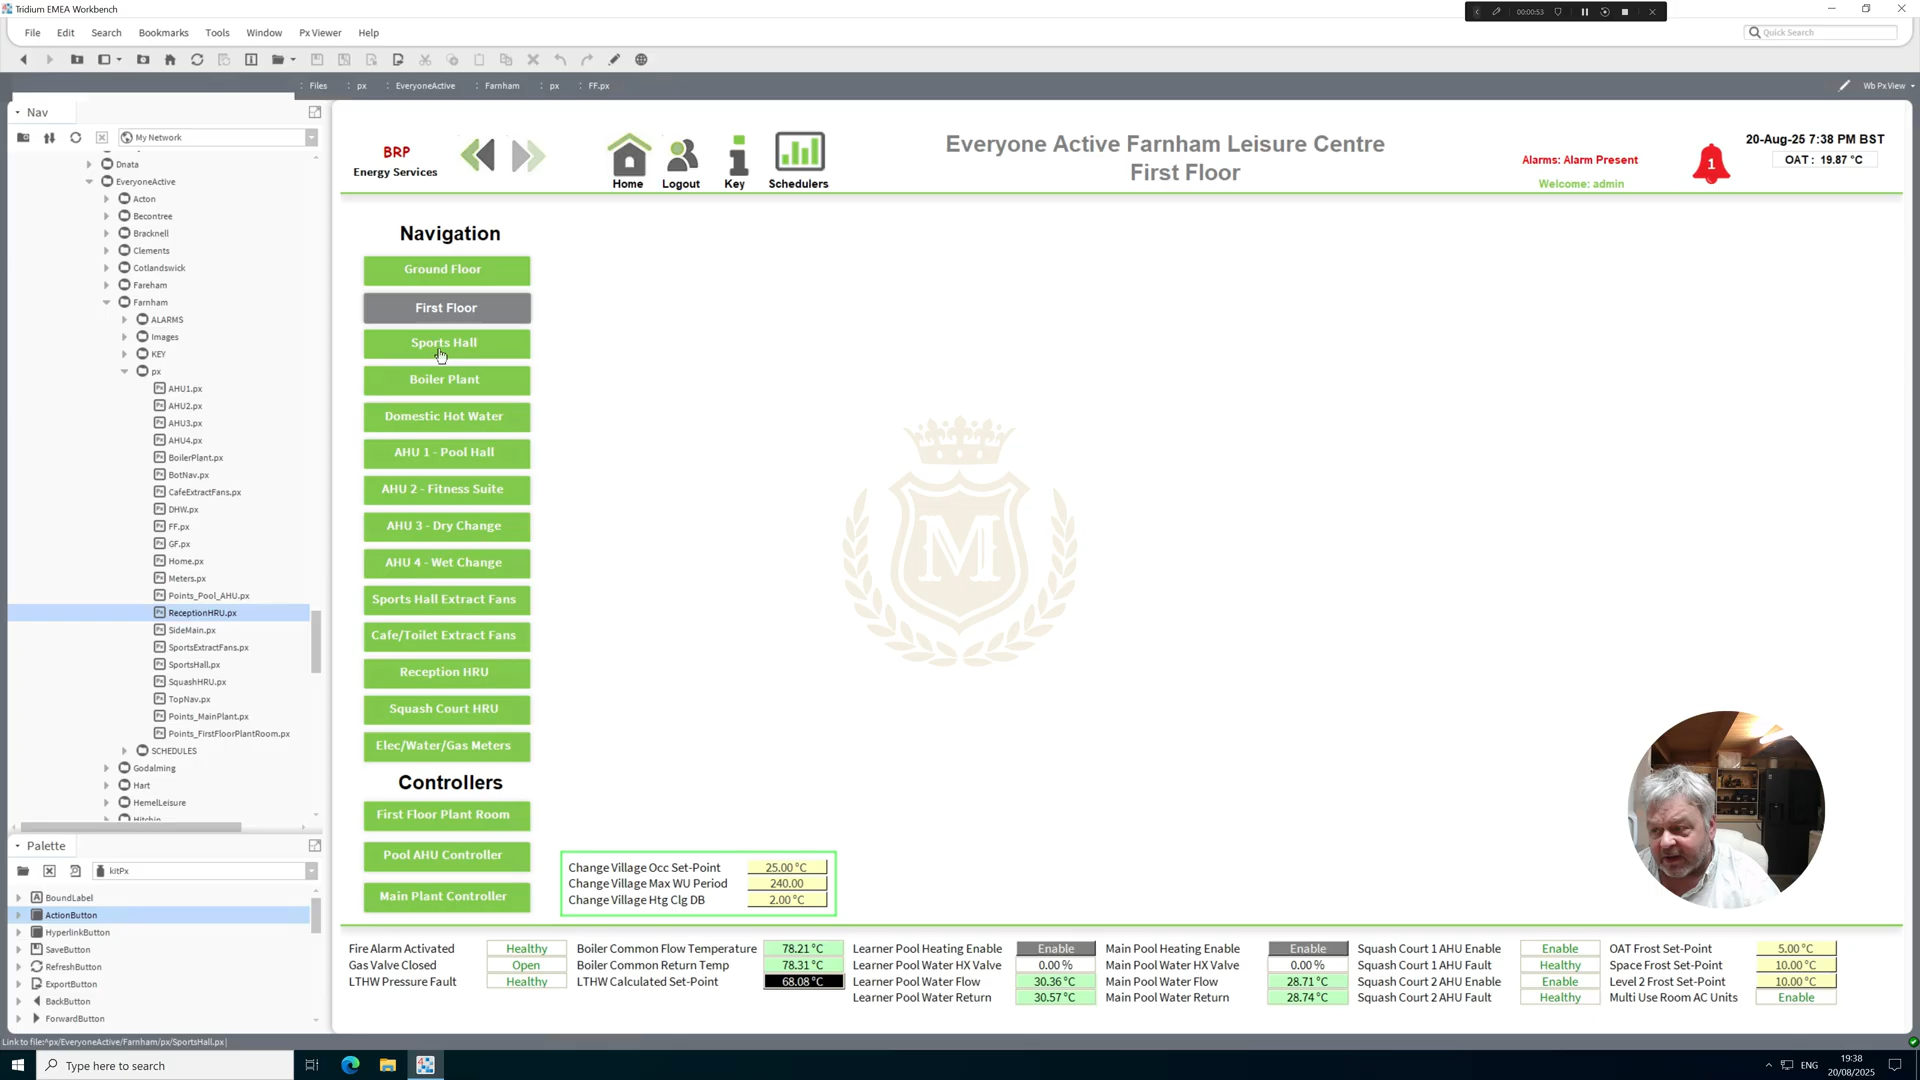 Tridium EMEA Workbench
00:00:53
File Edit Search Bookmarks Tools Window Px Viewer Help
Quick Search
: Files : px : EveryoneActive : Farnham : px : FF.px
Wb Px View
Nav
My Network
Dnata
EveryoneActive
Acton
Becontree
Bracknell
Clements
Cotlandswick
Fareham
Farnham
ALARMS
Images
KEY
px
AHU1.px
AHU2.px
AHU3.px
AHU4.px
BoilerPlant.px
BotNav.px
CafeExtractFans.px
DHW.px
FF.px
GF.px
Home.px
Meters.px
Points_Pool_AHU.px
ReceptionHRU.px
SideMain.px
SportsExtractFans.px
SportsHall.px
SquashHRU.px
TopNav.px
Points_MainPlant.px
Points_FirstFloorPlantRoom.px
SCHEDULES
Godalming
Hart
HemelLeisure
Hitchin
Palette
kitPx
BoundLabel
ActionButton
HyperlinkButton
SaveButton
RefreshButton
ExportButton
BackButton
ForwardButton
BRP
Energy Services
Home
Logout
Key
Schedulers
Everyone Active Farnham Leisure Centre
First Floor
Alarms: Alarm Present
Welcome: admin
1
20-Aug-25 7:38 PM BST
OAT : 19.87 °C
Navigation
Ground Floor
First Floor
Sports Hall
Boiler Plant
Domestic Hot Water
AHU 1 - Pool Hall
AHU 2 - Fitness Suite
AHU 3 - Dry Change
AHU 4 - Wet Change
Sports Hall Extract Fans
Cafe/Toilet Extract Fans
Reception HRU
Squash Court HRU
Elec/Water/Gas Meters
Controllers
First Floor Plant Room
Pool AHU Controller
Main Plant Controller
M
Change Village Occ Set-Point 25.00 °C
Change Village Max WU Period 240.00
Change Village Htg Clg DB 2.00 °C
Fire Alarm Activated Healthy
Gas Valve Closed Open
LTHW Pressure Fault Healthy
Boiler Common Flow Temperature 78.21 °C
Boiler Common Return Temp 78.31 °C
LTHW Calculated Set-Point 68.08 °C
Learner Pool Heating Enable Enable
Learner Pool Water HX Valve 0.00 %
Learner Pool Water Flow 30.36 °C
Learner Pool Water Return 30.57 °C
Main Pool Heating Enable Enable
Main Pool Water HX Valve 0.00 %
Main Pool Water Flow 28.71 °C
Main Pool Water Return 28.74 °C
Squash Court 1 AHU Enable Enable
Squash Court 1 AHU Fault Healthy
Squash Court 2 AHU Enable Enable
Squash Court 2 AHU Fault Healthy
OAT Frost Set-Point 5.00 °C
Space Frost Set-Point 10.00 °C
Level 2 Frost Set-Point 10.00 °C
Multi Use Room AC Units Enable
Link to file:^px/EveryoneActive/Farnham/px/SportsHall.px
Type here to search
ENG
19:38
20/08/2025